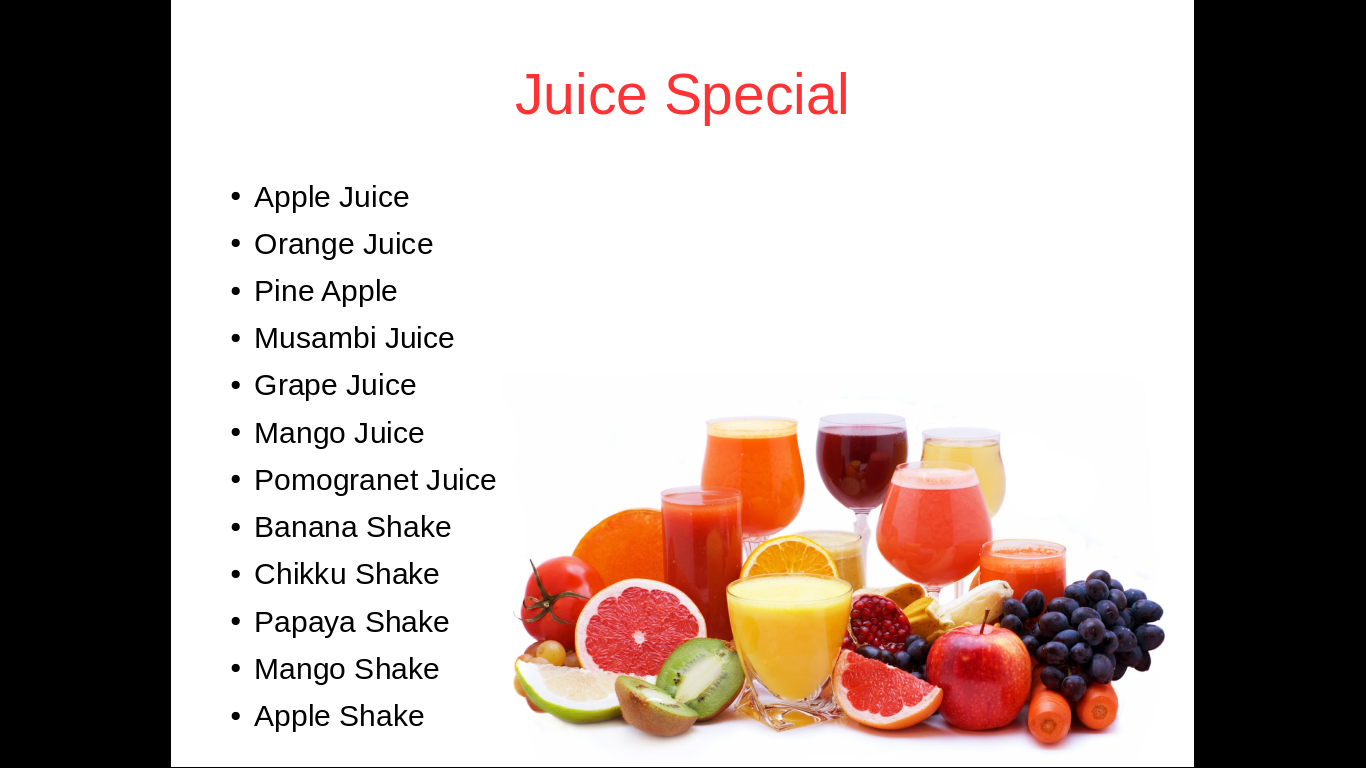 Juice Special
• Apple Juice
• Orange Juice
• Pine Apple
• Musambi Juice
• Grape Juice
• Mango Juice
• Pomogranet Juice
• Banana Shake
• Chikku Shake
• Papaya Shake
• Mango Shake
• Apple Shake